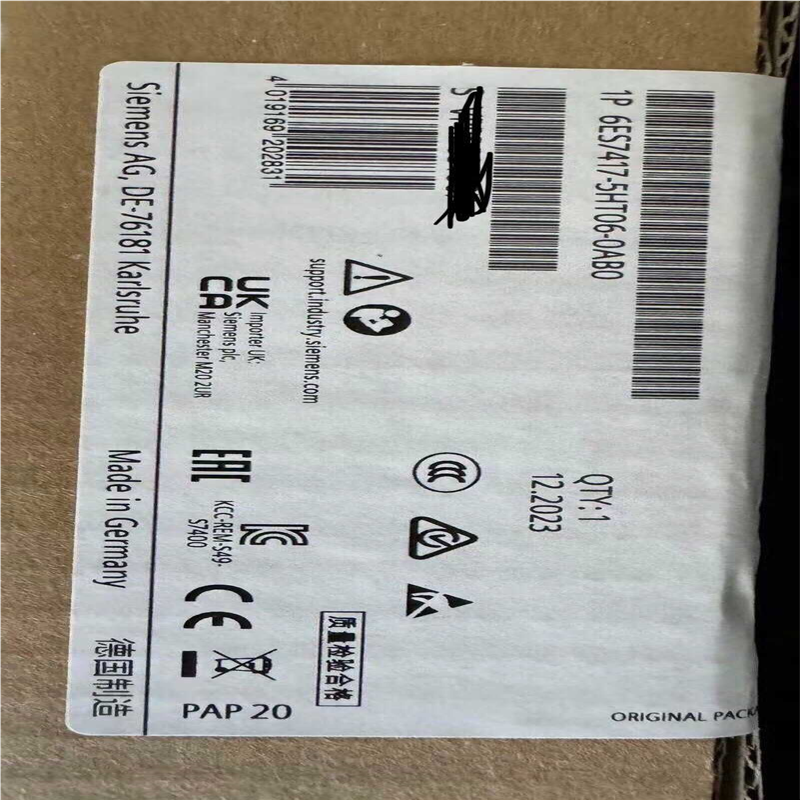 1P 6ES7417-5HT06-0AB0
S
QTY:1
12.2023
4 019169 202831
support.industry.siemens.com
UK
CA
Importer UK:
Siemens plc,
Manchester M20 2UR
EAC
KCC-REM-S49-
S7400
CE
质量检验合格
PAP 20
ORIGINAL
Siemens AG, DE-76181 Karlsruhe
Made in Germany
德国制造